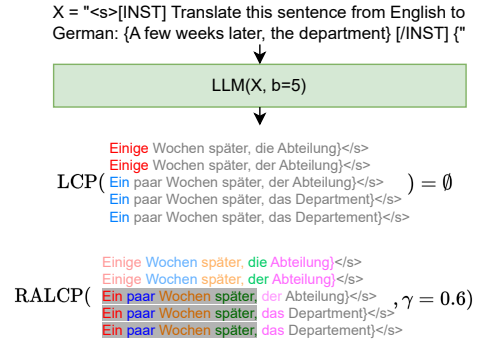 X = "<s>[INST] Translate this sentence from English to
German: {A few weeks later, the department} [/INST] {"
LLM(X, b=5)
Einige Wochen später, die Abteilung}</s>
Einige Wochen später, der Abteilung}</s>
LCP( Ein paar Wochen später, der Abteilung}</s> ) = ∅
Ein paar Wochen später, das Department}</s>
Ein paar Wochen später, das Departement}</s>
Einige Wochen später, die Abteilung}</s>
Einige Wochen später, der Abteilung}</s>
RALCP( Ein paar Wochen später, der Abteilung}</s> , γ = 0.6)
Ein paar Wochen später, das Department}</s>
Ein paar Wochen später, das Departement}</s>